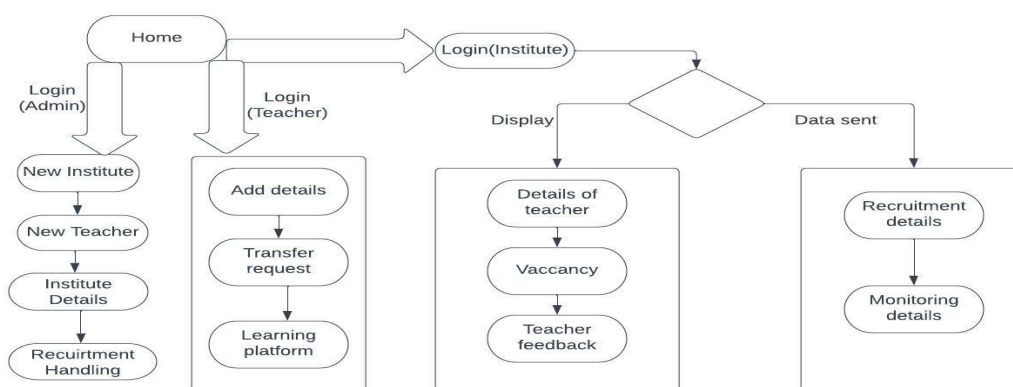 Home
Login(Institute)
Login
(Admin)
Login
(Teacher)
Display
Data sent
New Institute
New Teacher
Institute
Details
Recuirtment
Handling
Add details
Transfer
request
Learning
platform
Details of
teacher
Vaccancy
Teacher
feedback
Recruitment
details
Monitoring
details